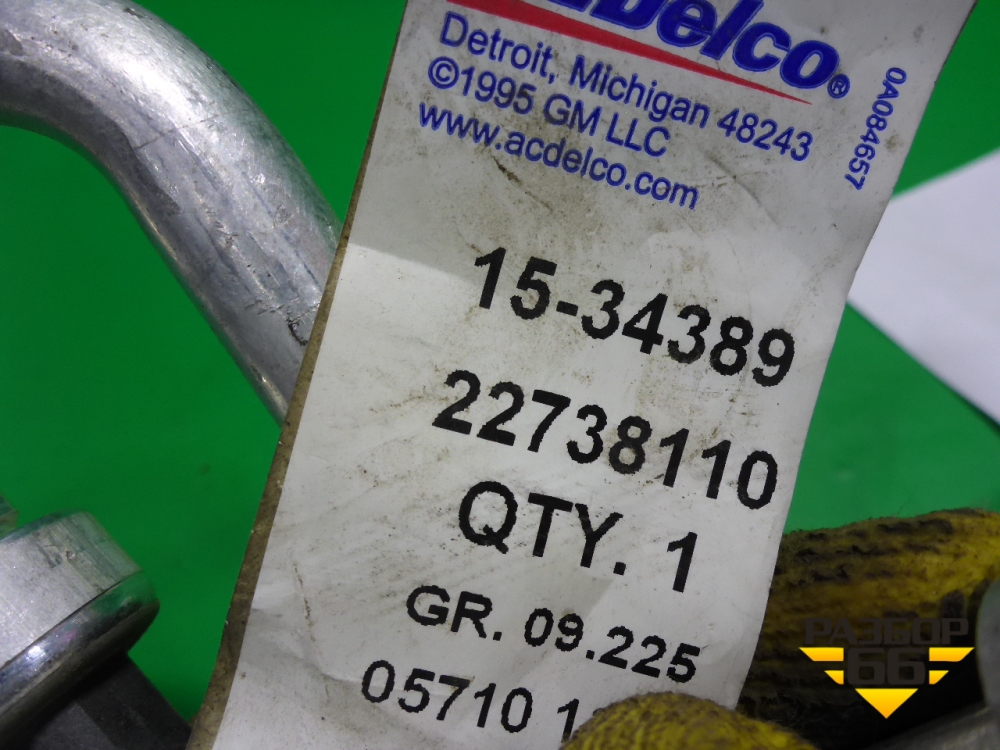 ACDelco®
Detroit, Michigan 48243
©1995 GM LLC
www.acdelco.com
0A084657
15-34389
22738110
QTY. 1
GR. 09.225
05710
РАЗБОР
66